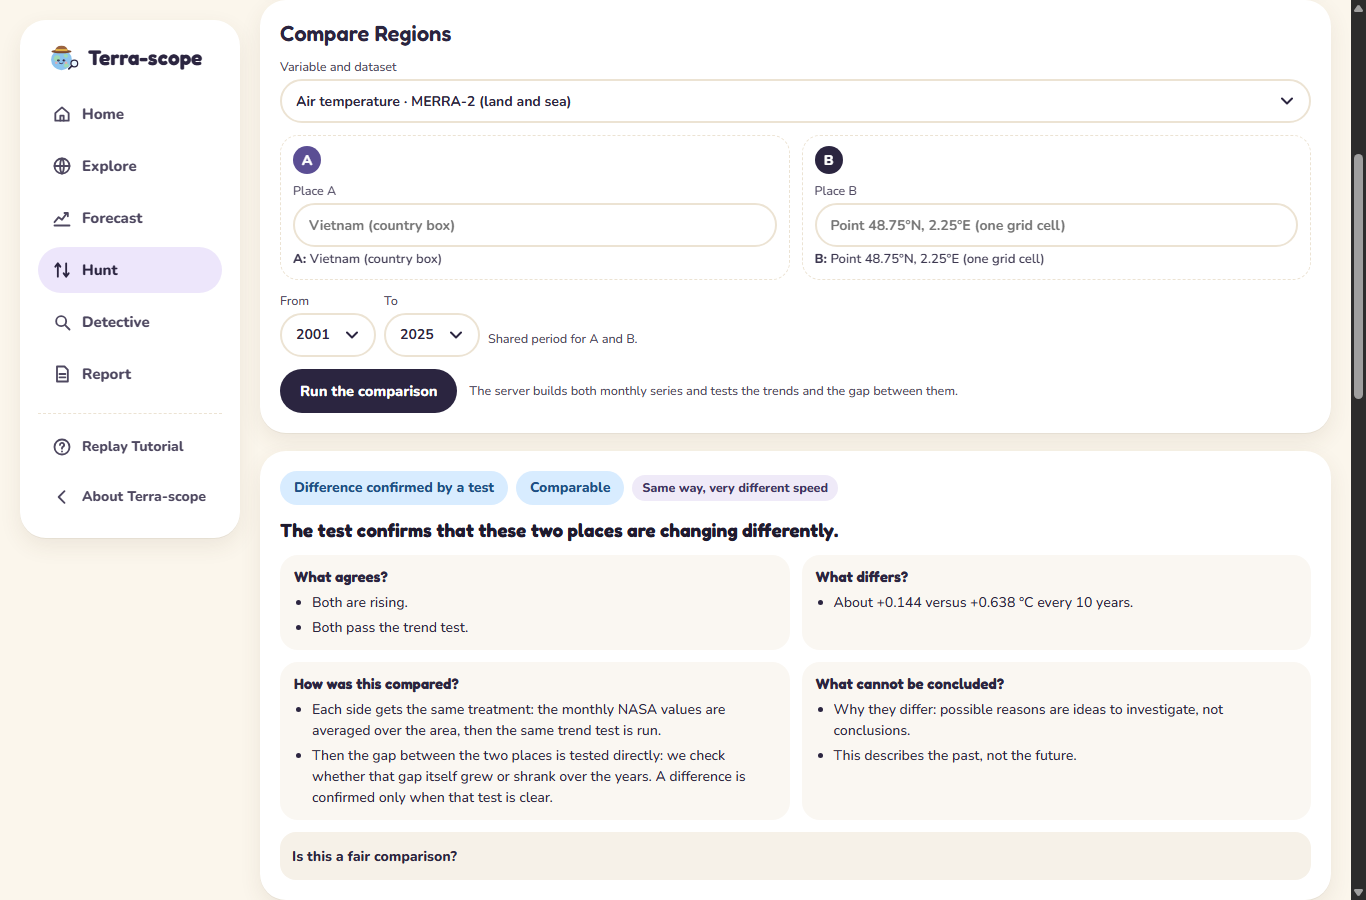 Terra-scope
Home
Explore
Forecast
Hunt
Detective
Report
Replay Tutorial
About Terra-scope
Compare Regions
Variable and dataset
Air temperature · MERRA-2 (land and sea)
A
Place A
Vietnam (country box)
A: Vietnam (country box)
B
Place B
Point 48.75°N, 2.25°E (one grid cell)
B: Point 48.75°N, 2.25°E (one grid cell)
From
To
2001
2025
Shared period for A and B.
Run the comparison
The server builds both monthly series and tests the trends and the gap between them.
Difference confirmed by a test
Comparable
Same way, very different speed
The test confirms that these two places are changing differently.
What agrees?
• Both are rising.
• Both pass the trend test.
What differs?
• About +0.144 versus +0.638 °C every 10 years.
How was this compared?
• Each side gets the same treatment: the monthly NASA values are
averaged over the area, then the same trend test is run.
• Then the gap between the two places is tested directly: we check
whether that gap itself grew or shrank over the years. A difference is
confirmed only when that test is clear.
What cannot be concluded?
• Why they differ: possible reasons are ideas to investigate, not
conclusions.
• This describes the past, not the future.
Is this a fair comparison?